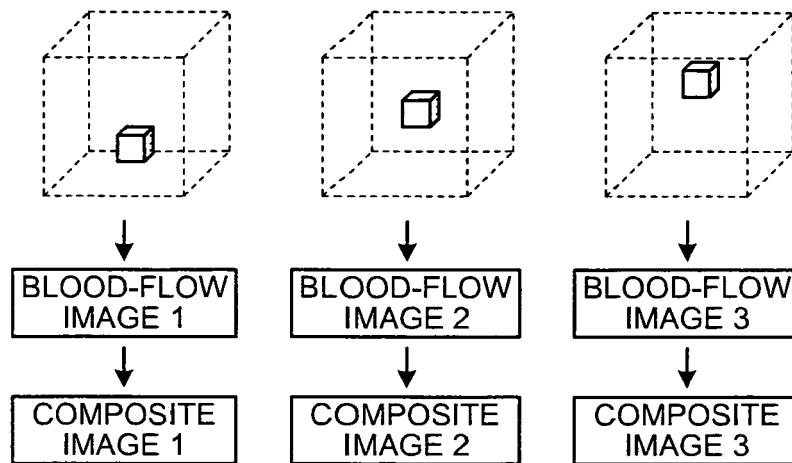 BLOOD-FLOW
IMAGE 1
BLOOD-FLOW
IMAGE 2
BLOOD-FLOW
IMAGE 3
COMPOSITE
IMAGE 1
COMPOSITE
IMAGE 2
COMPOSITE
IMAGE 3